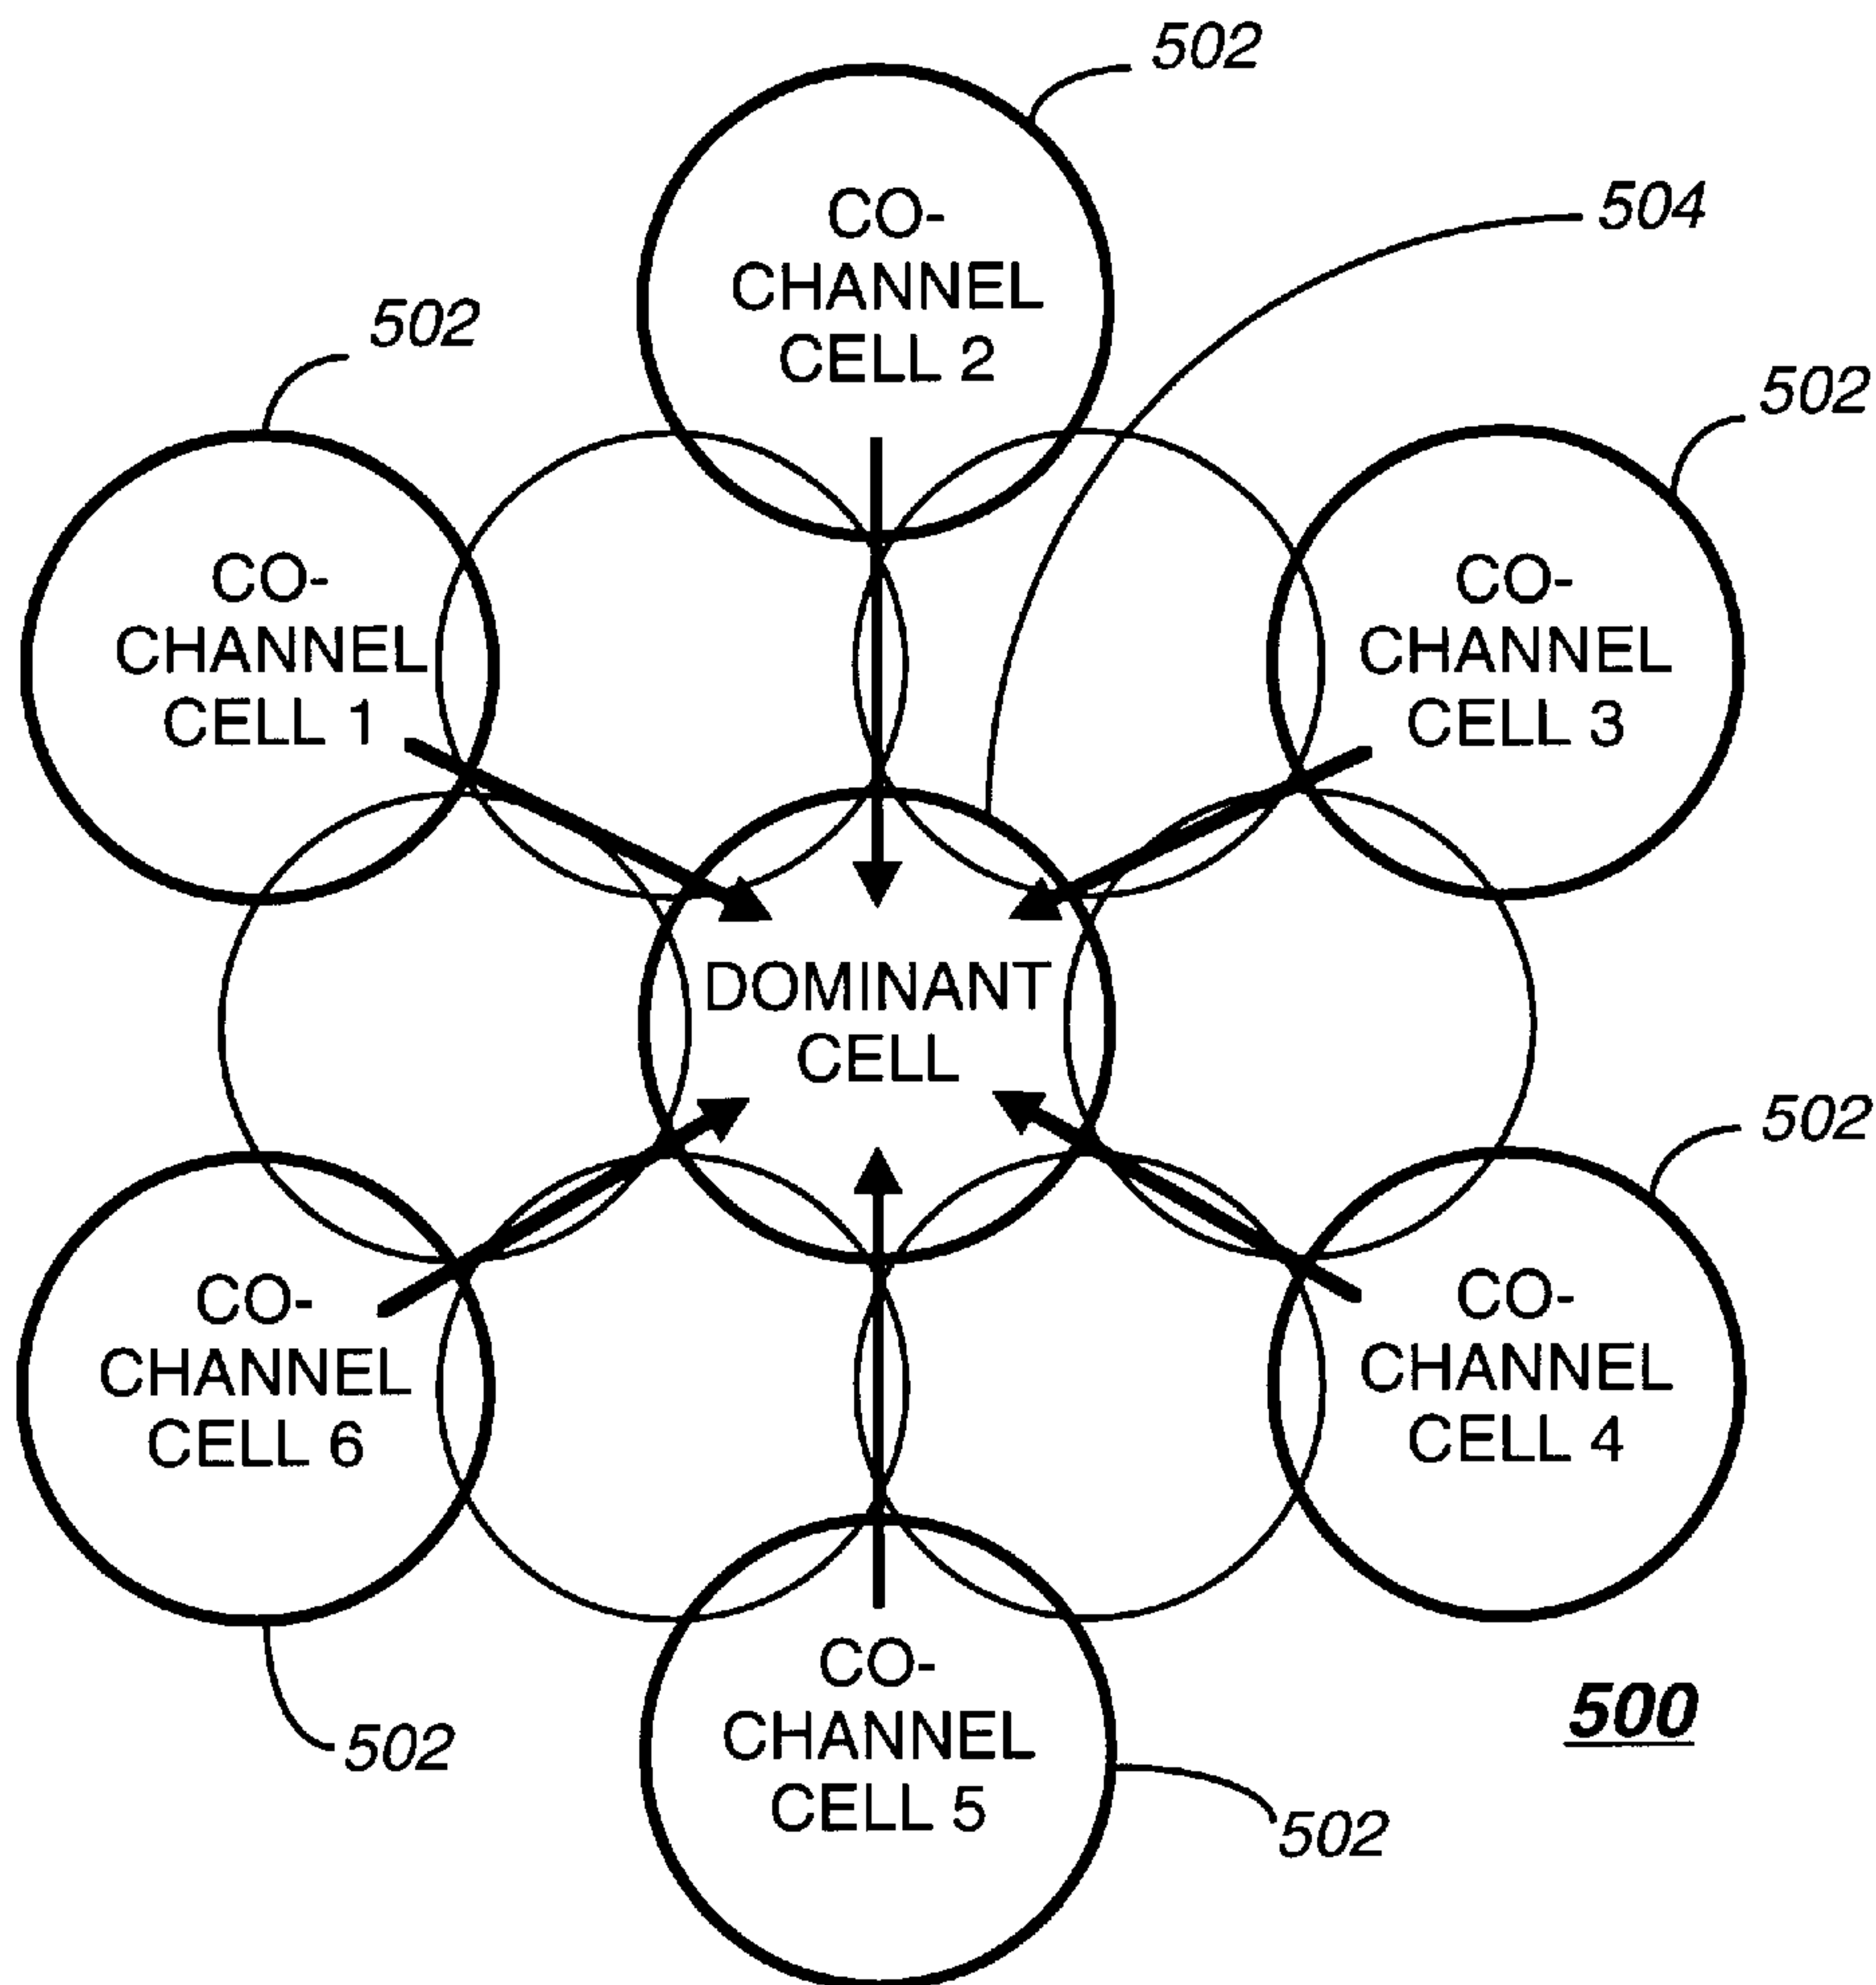 502
CO-
CHANNEL
CELL 2
504
502
CO-
CHANNEL
CELL 1
502
CO-
CHANNEL
CELL 3
DOMINANT
CELL
502
CO-
CHANNEL
CELL 6
CO-
CHANNEL
CELL 4
502
CO-
CHANNEL
CELL 5
500
502